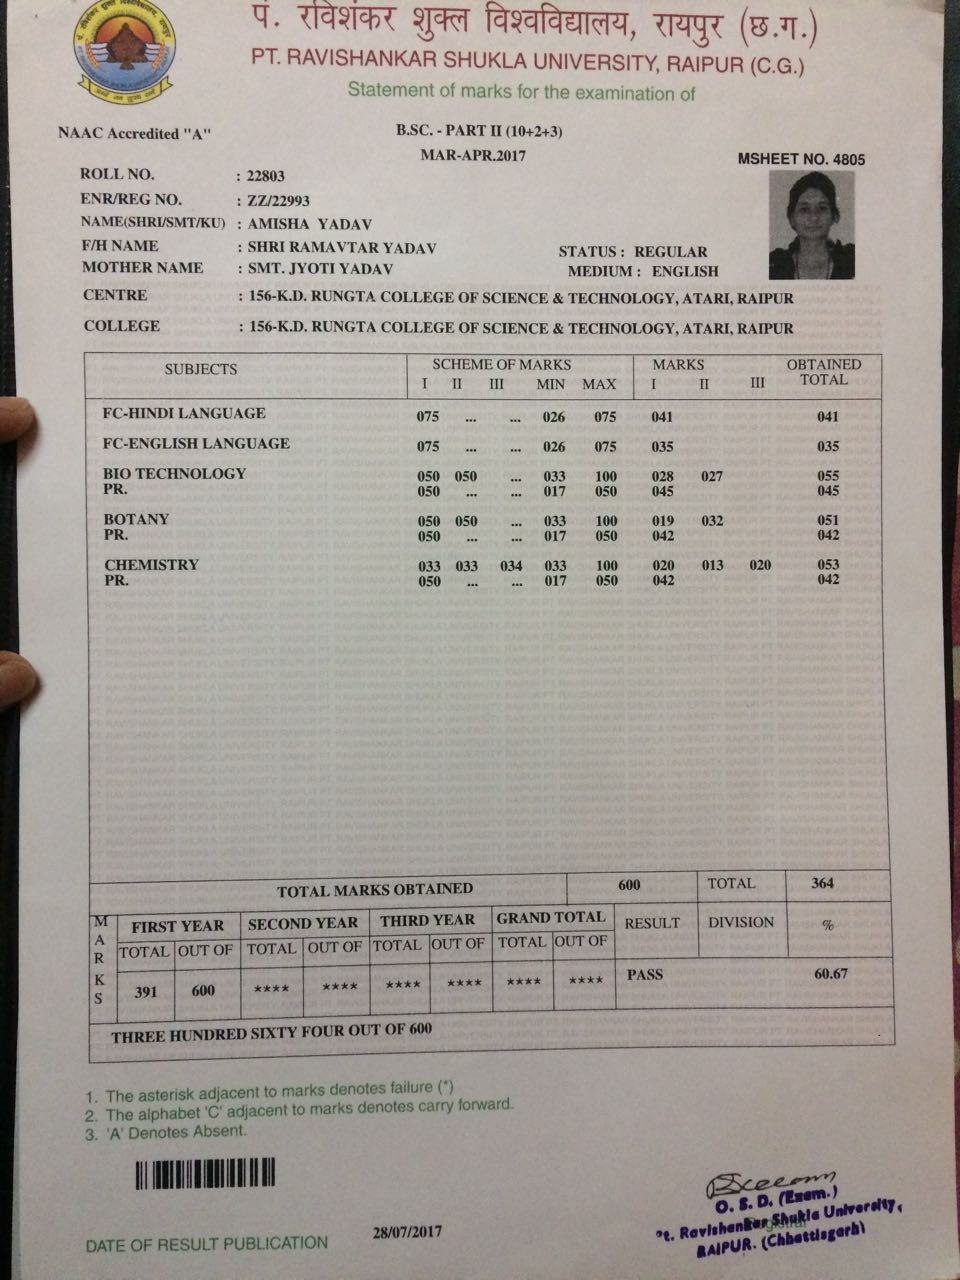 पं. रविशंकर शुक्ल विश्वविद्यालय, रायपुर (छ.ग.)
PT. RAVISHANKAR SHUKLA UNIVERSITY, RAIPUR (C.G.)
Statement of marks for the examination of
NAAC Accredited "A"
B.SC. - PART II (10+2+3)
MAR-APR.2017
MSHEET NO. 4805
ROLL NO. : 22803
ENR/REG NO. : ZZ/22993
NAME(SHRI/SMT/KU) : AMISHA YADAV
F/H NAME : SHRI RAMAVTAR YADAV STATUS : REGULAR
MOTHER NAME : SMT. JYOTI YADAV MEDIUM : ENGLISH
CENTRE : 156-K.D. RUNGTA COLLEGE OF SCIENCE & TECHNOLOGY, ATARI, RAIPUR
COLLEGE : 156-K.D. RUNGTA COLLEGE OF SCIENCE & TECHNOLOGY, ATARI, RAIPUR
SUBJECTS SCHEME OF MARKS MARKS OBTAINED
I II III MIN MAX I II III TOTAL
FC-HINDI LANGUAGE 075 ... ... 026 075 041 041
FC-ENGLISH LANGUAGE 075 ... ... 026 075 035 035
BIO TECHNOLOGY 050 050 ... 033 100 028 027 055
PR. 050 ... ... 017 050 045 045
BOTANY 050 050 ... 033 100 019 032 051
PR. 050 ... ... 017 050 042 042
CHEMISTRY 033 033 034 033 100 020 013 020 053
PR. 050 ... ... 017 050 042 042
TOTAL MARKS OBTAINED 600 TOTAL 364
MARKS FIRST YEAR SECOND YEAR THIRD YEAR GRAND TOTAL RESULT DIVISION %
TOTAL OUT OF TOTAL OUT OF TOTAL OUT OF TOTAL OUT OF
391 600 **** **** **** **** **** **** PASS 60.67
THREE HUNDRED SIXTY FOUR OUT OF 600
1. The asterisk adjacent to marks denotes failure (*)
2. The alphabet 'C' adjacent to marks denotes carry forward.
3. 'A' Denotes Absent.
O. S. D. (Exam.)
Pt. Ravishankar Shukla University,
RAIPUR. (Chhattisgarh)
Registrar
DATE OF RESULT PUBLICATION 28/07/2017